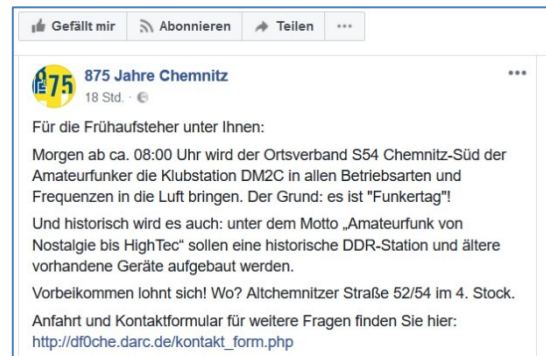 Gefällt mir Abonnieren Teilen ...
875 Jahre Chemnitz ...
875
18 Std. ·
Für die Frühaufsteher unter Ihnen:
Morgen ab ca. 08:00 Uhr wird der Ortsverband S54 Chemnitz-Süd der
Amateurfunker die Klubstation DM2C in allen Betriebsarten und
Frequenzen in die Luft bringen. Der Grund: es ist "Funkertag"!
Und historisch wird es auch: unter dem Motto „Amateurfunk von
Nostalgie bis HighTec“ sollen eine historische DDR-Station und ältere
vorhandene Geräte aufgebaut werden.
Vorbeikommen lohnt sich! Wo? Altchemnitzer Straße 52/54 im 4. Stock.
Anfahrt und Kontaktformular für weitere Fragen finden Sie hier:
http://df0che.darc.de/kontakt_form.php